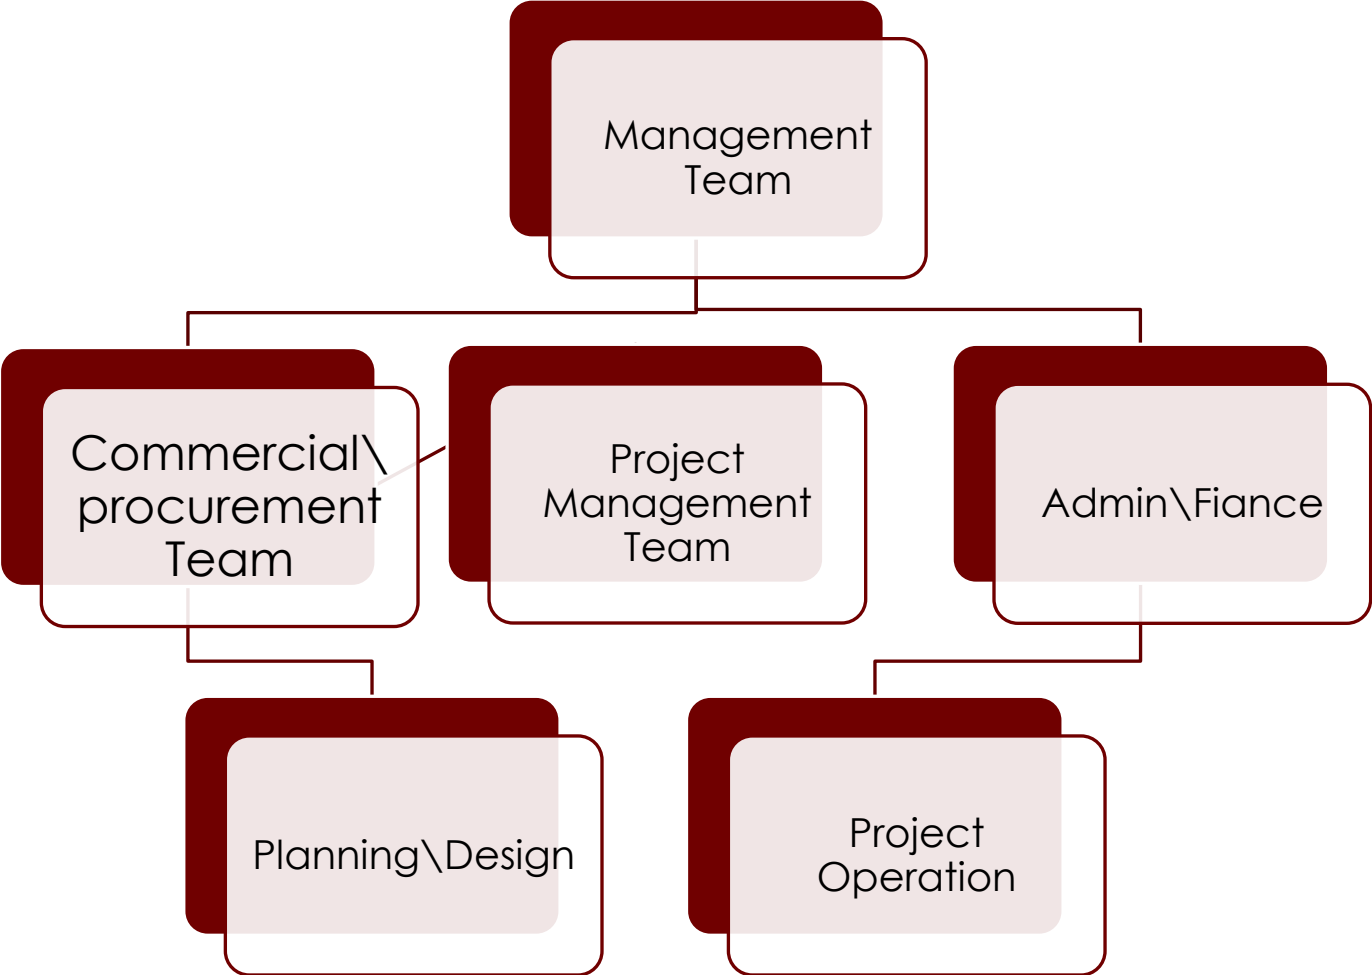 Management
Team
Commercial\
procurement
Team
Project
Management
Team
Admin\Fiance
Planning\Design
Project
Operation